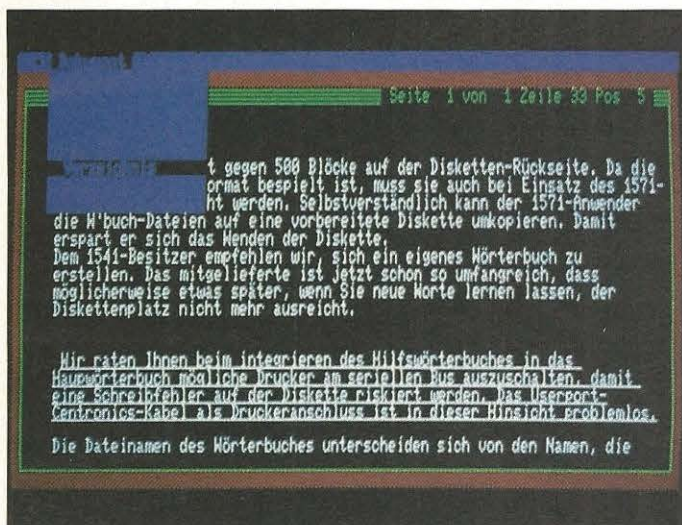 Seite 1 von 1 Zeile 33 Pos 5
t gegen 500 Blöcke auf der Disketten-Rückseite. Da die
ormat bespielt ist, muss sie auch bei Einsatz des 1571-
ht werden. Selbstverständlich kann der 1571-Anwender
die W'buch-Dateien auf eine vorbereitete Diskette umkopieren. Damit
erspart er sich das Wenden der Diskette.
Dem 1541-Besitzer empfehlen wir, sich ein eigenes Wörterbuch zu
erstellen. Das mitgelieferte ist jetzt schon so umfangreich, dass
möglicherweise etwas später, wenn Sie neue Worte lernen lassen, der
Diskettenplatz nicht mehr ausreicht.
Wir raten Ihnen beim integrieren des Hilfswörterbuches in das
Haupwörterbuch mögliche Drucker am seriellen Bus auszuschalten, damit
eine Schreibfehler auf der Diskette riskiert werden. Das Userport-
Centronics-Kabel als Druckeranschluss ist in dieser Hinsicht problemlos.
Die Dateinamen des Wörterbuches unterscheiden sich von den Namen, die